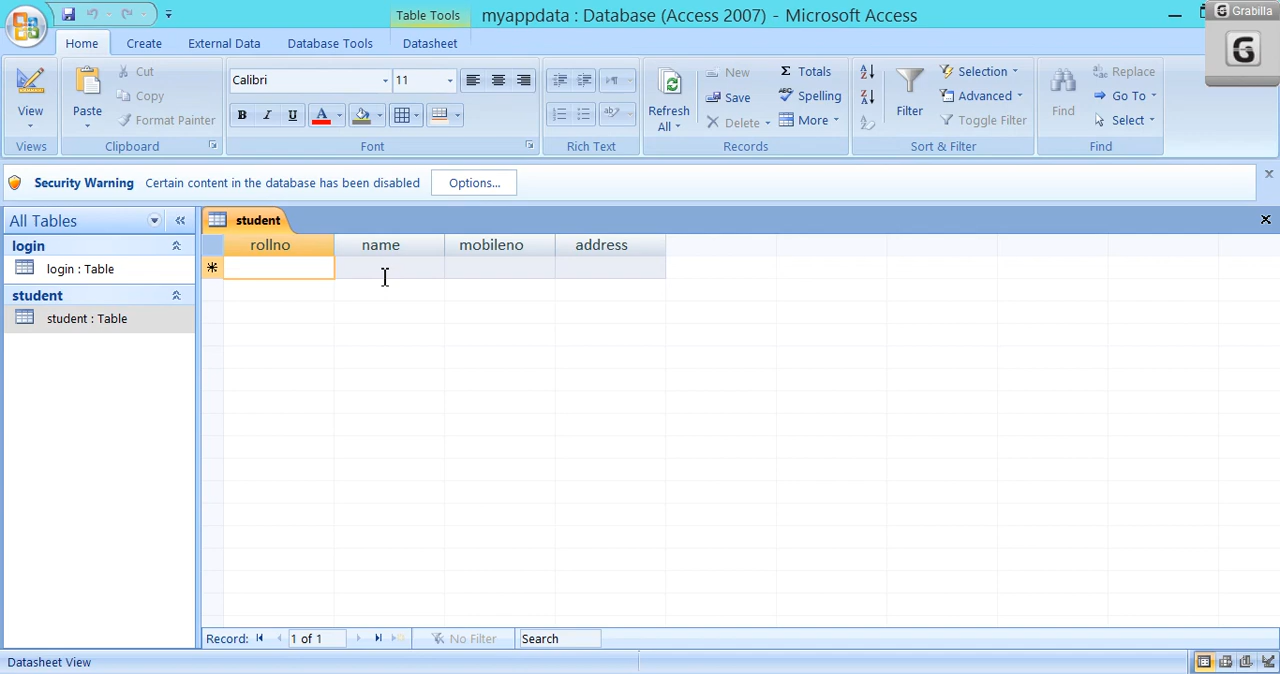 Table Tools
myappdata : Database (Access 2007) - Microsoft Access
Grabilla
Home Create External Data Database Tools Datasheet
G
View
Views
Paste
Cut
Copy
Format Painter
Clipboard
Calibri 11
B I U A
Font
Rich Text
Refresh
All
New
Save
Delete
Totals
Spelling
More
Records
Filter
Selection
Advanced
Toggle Filter
Sort & Filter
Find
Replace
Go To
Select
Find
Security Warning Certain content in the database has been disabled Options...
All Tables
login
login : Table
student
student : Table
student
rollno name mobileno address
Record: 1 of 1 No Filter Search
Datasheet View